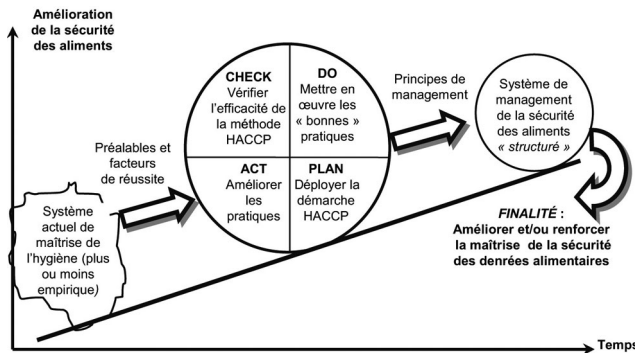 Amélioration
de la sécurité
des aliments
CHECK
Vérifier
l'efficacité de
la méthode
HACCP
DO
Mettre en
œuvre les
« bonnes »
pratiques
ACT
Améliorer
les
pratiques
PLAN
Déployer la
démarche
HACCP
Préalables et
facteurs
de réussite
Système
actuel de
maîtrise de
l'hygiène (plus
ou moins
empirique)
Principes de
management
Système de
management
de la sécurité
des aliments
« structuré »
FINALITÉ :
Améliorer et/ou renforcer
la maîtrise de la sécurité
des denrées alimentaires
Temps